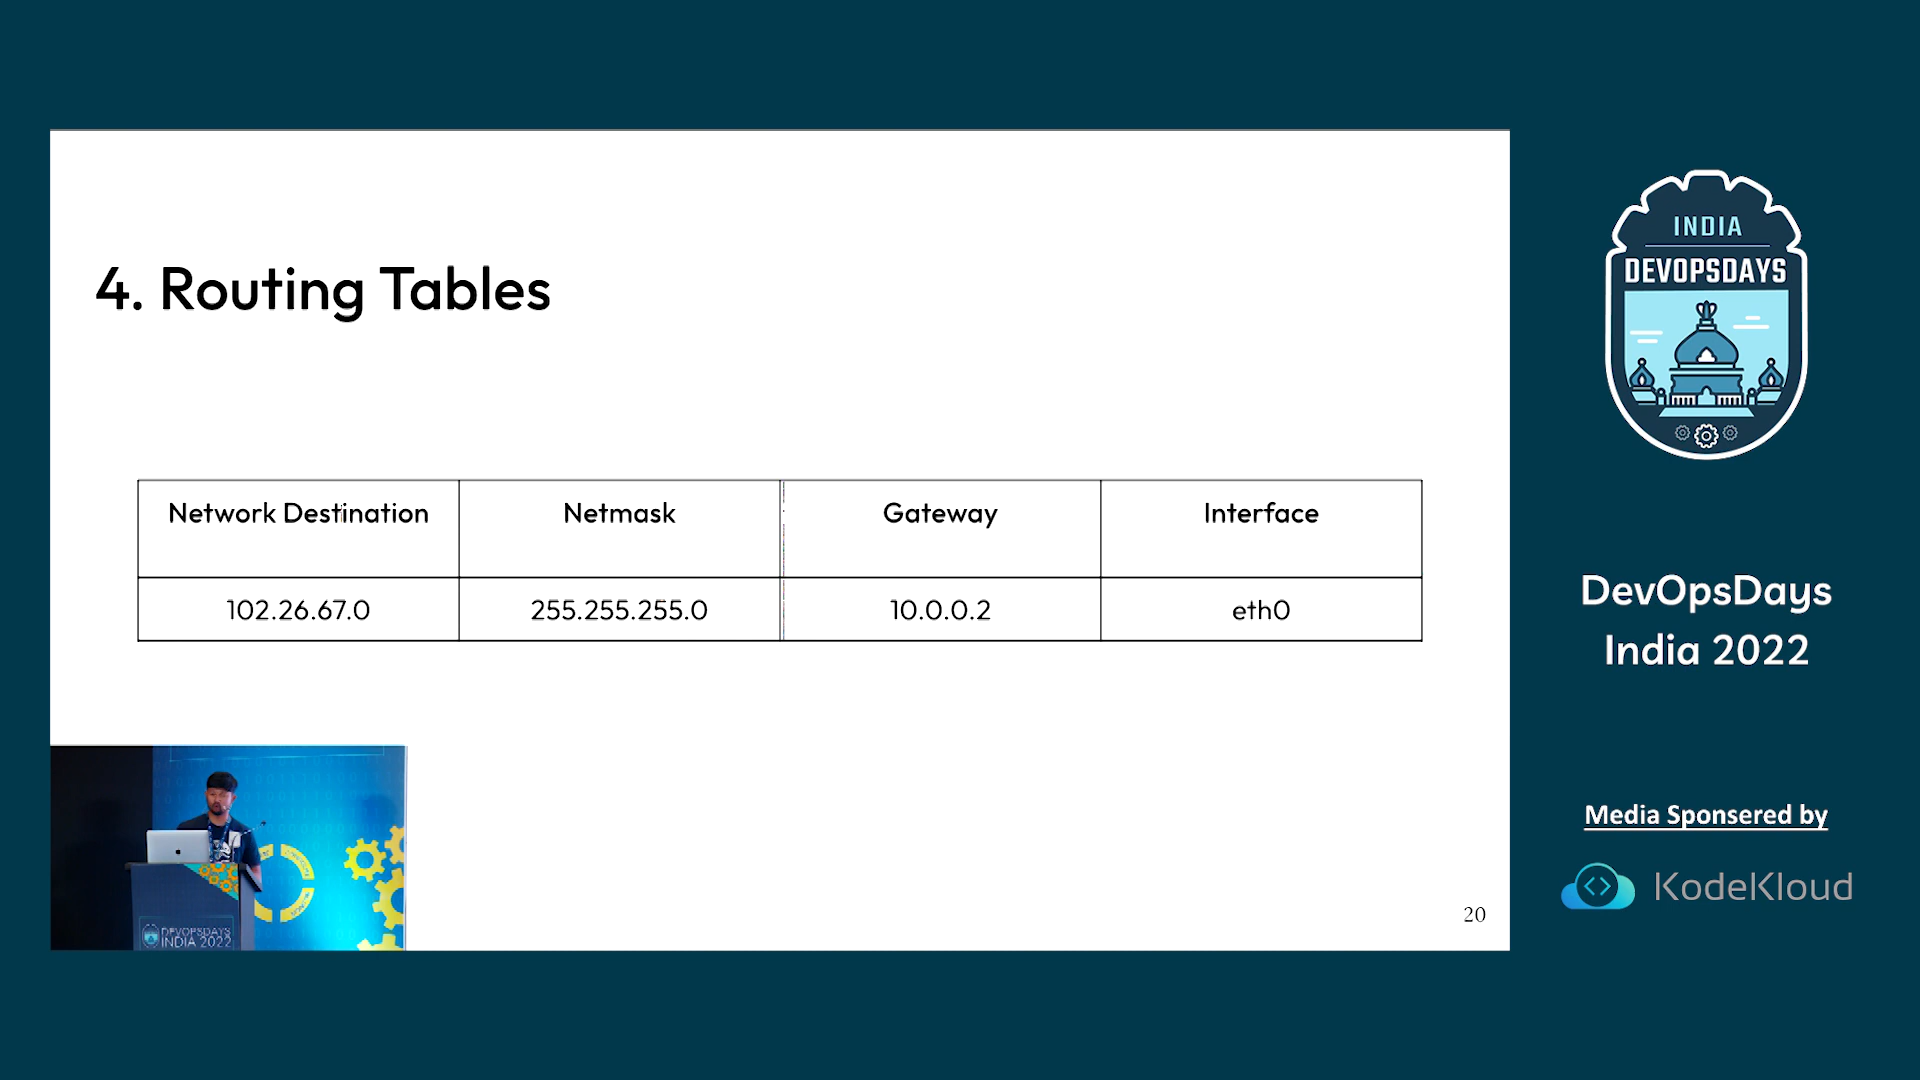 4. Routing Tables
Network Destination Netmask Gateway Interface
102.26.67.0 255.255.255.0 10.0.0.2 eth0
20
DEVOPSDAYS
INDIA 2022
INDIA
DEVOPSDAYS
DevOpsDays
India 2022
Media Sponsered by
KodeKloud